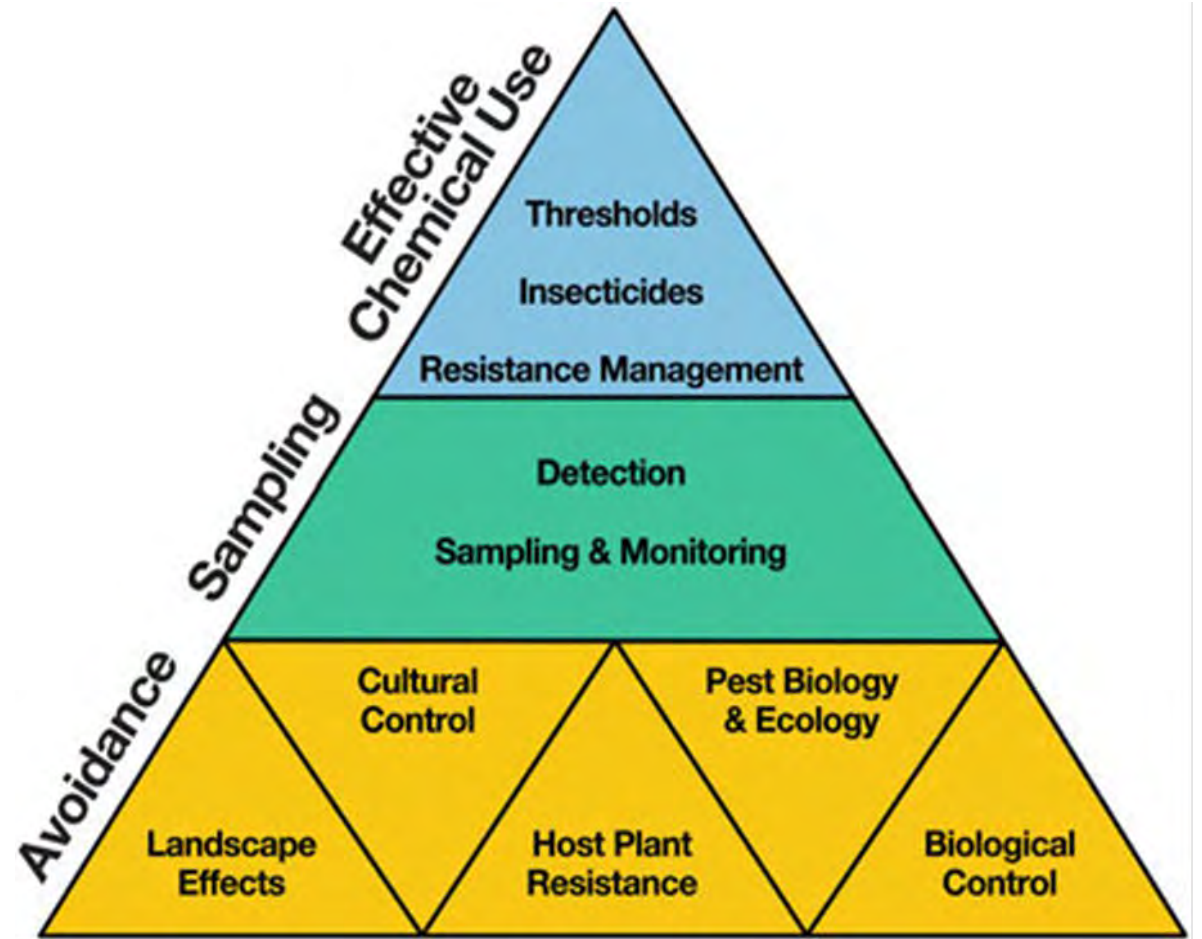 Effective
Chemical Use
Thresholds
Insecticides
Resistance Management
Sampling
Detection
Sampling & Monitoring
Avoidance
Cultural
Control
Pest Biology
& Ecology
Landscape
Effects
Host Plant
Resistance
Biological
Control